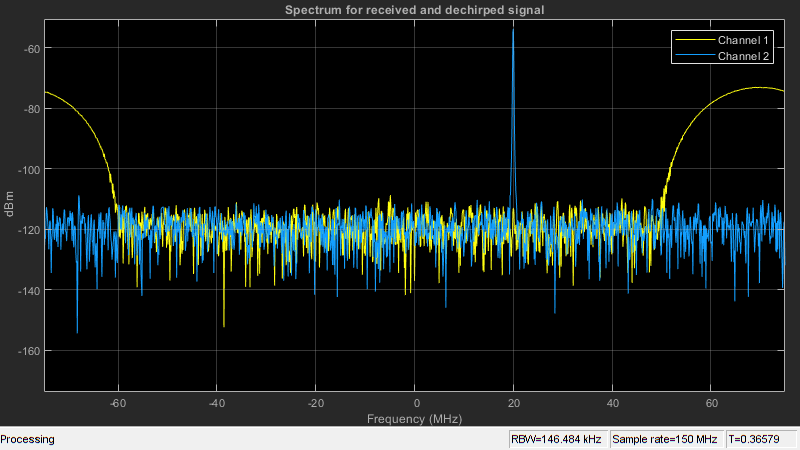 Spectrum for received and dechirped signal
Channel 1
Channel 2
-60
-80
-100
-120
-140
-160
dBm
-60
-40
-20
0
20
40
60
Frequency (MHz)
Processing
RBW=146.484 kHz
Sample rate=150 MHz
T=0.36579